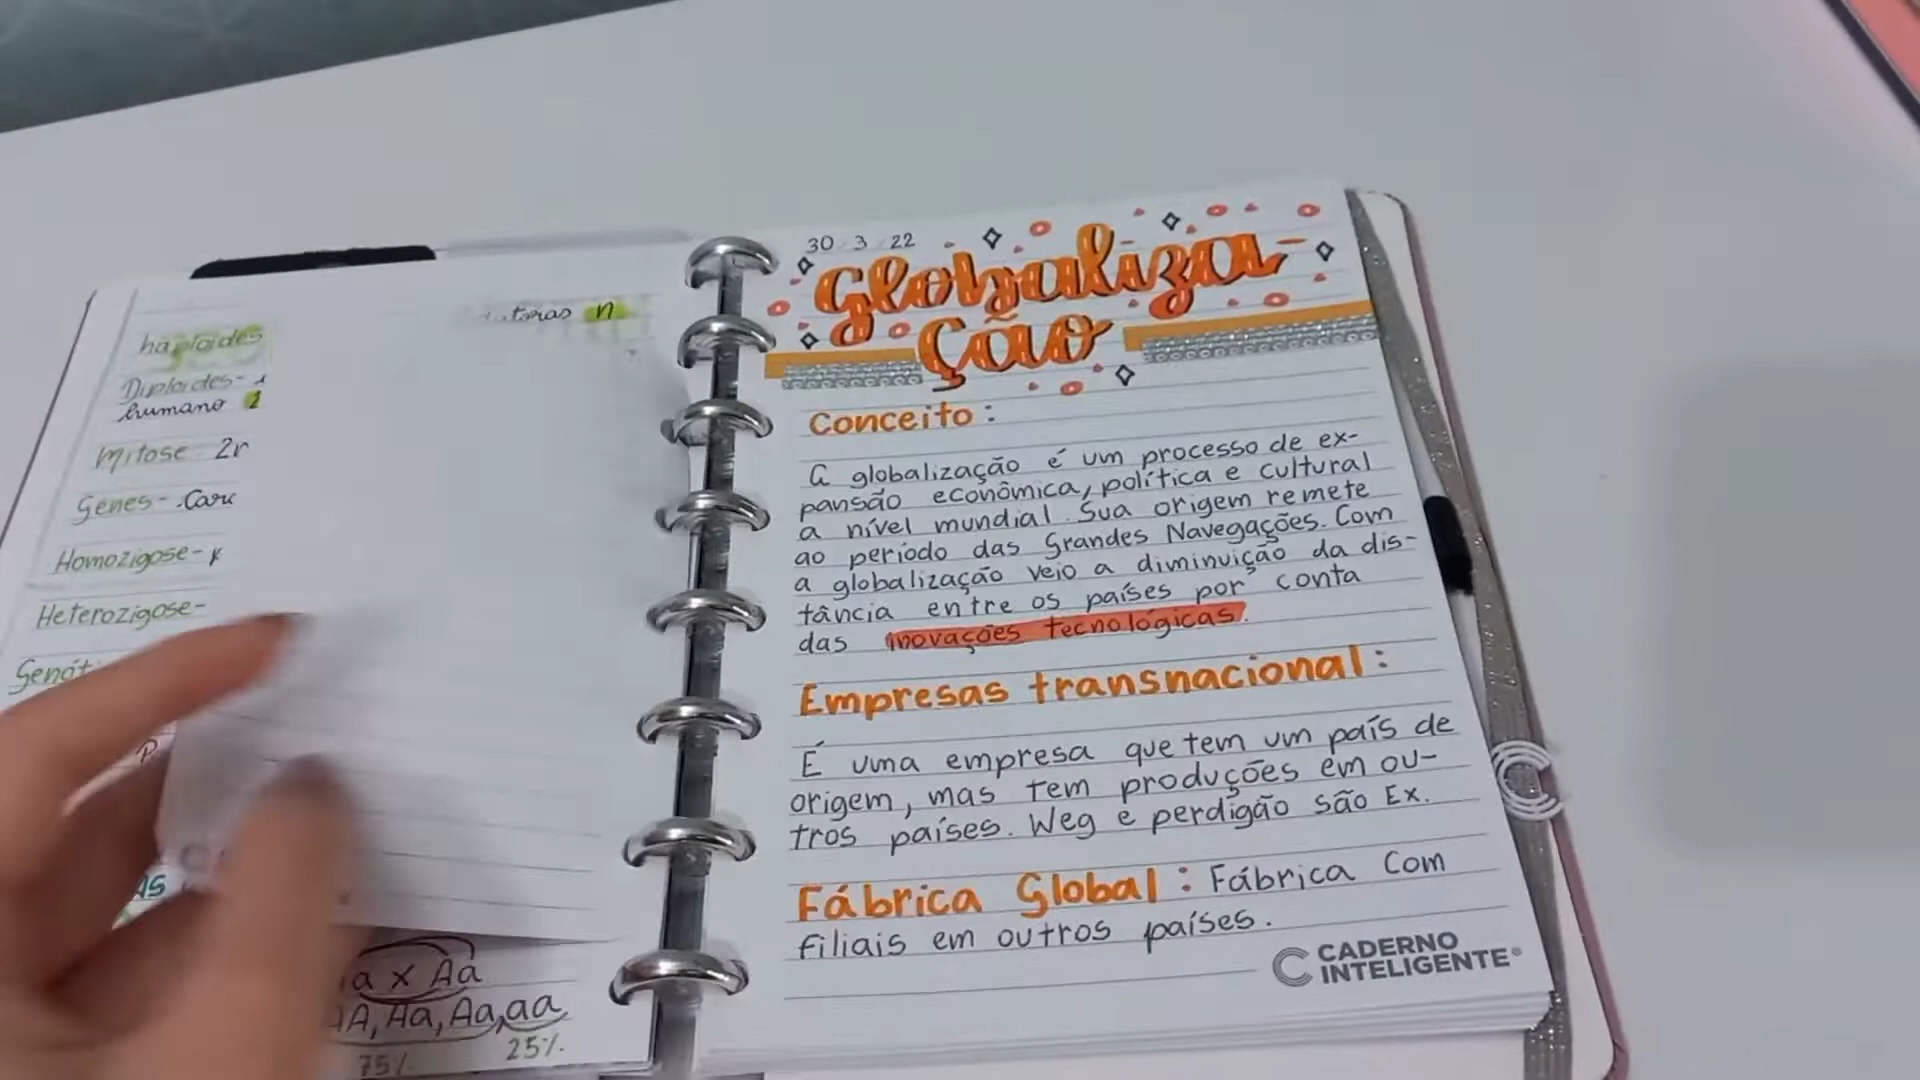 haploides
Diploides-
humano 2
Mitose 2n
Genes-
Homozigose-
Heterozigose-
n
x Aa
AA, Aa, Aa, aa
75%
25%.
30/3/22
Globaliza-
ção
Conceito:
A globalização é um processo de ex-
pansão econômica, política e cultural
a nível mundial. Sua origem remete
ao período das Grandes Navegações. Com
a globalização veio a diminuição da dis-
tância entre os países por conta
das inovações tecnológicas.
Empresas transnacional:
É uma empresa que tem um país de
origem, mas tem produções em ou-
tros países. Weg e perdigão são Ex.
Fábrica Global: Fábrica com
filiais em outros países.
CADERNO
INTELIGENTE®